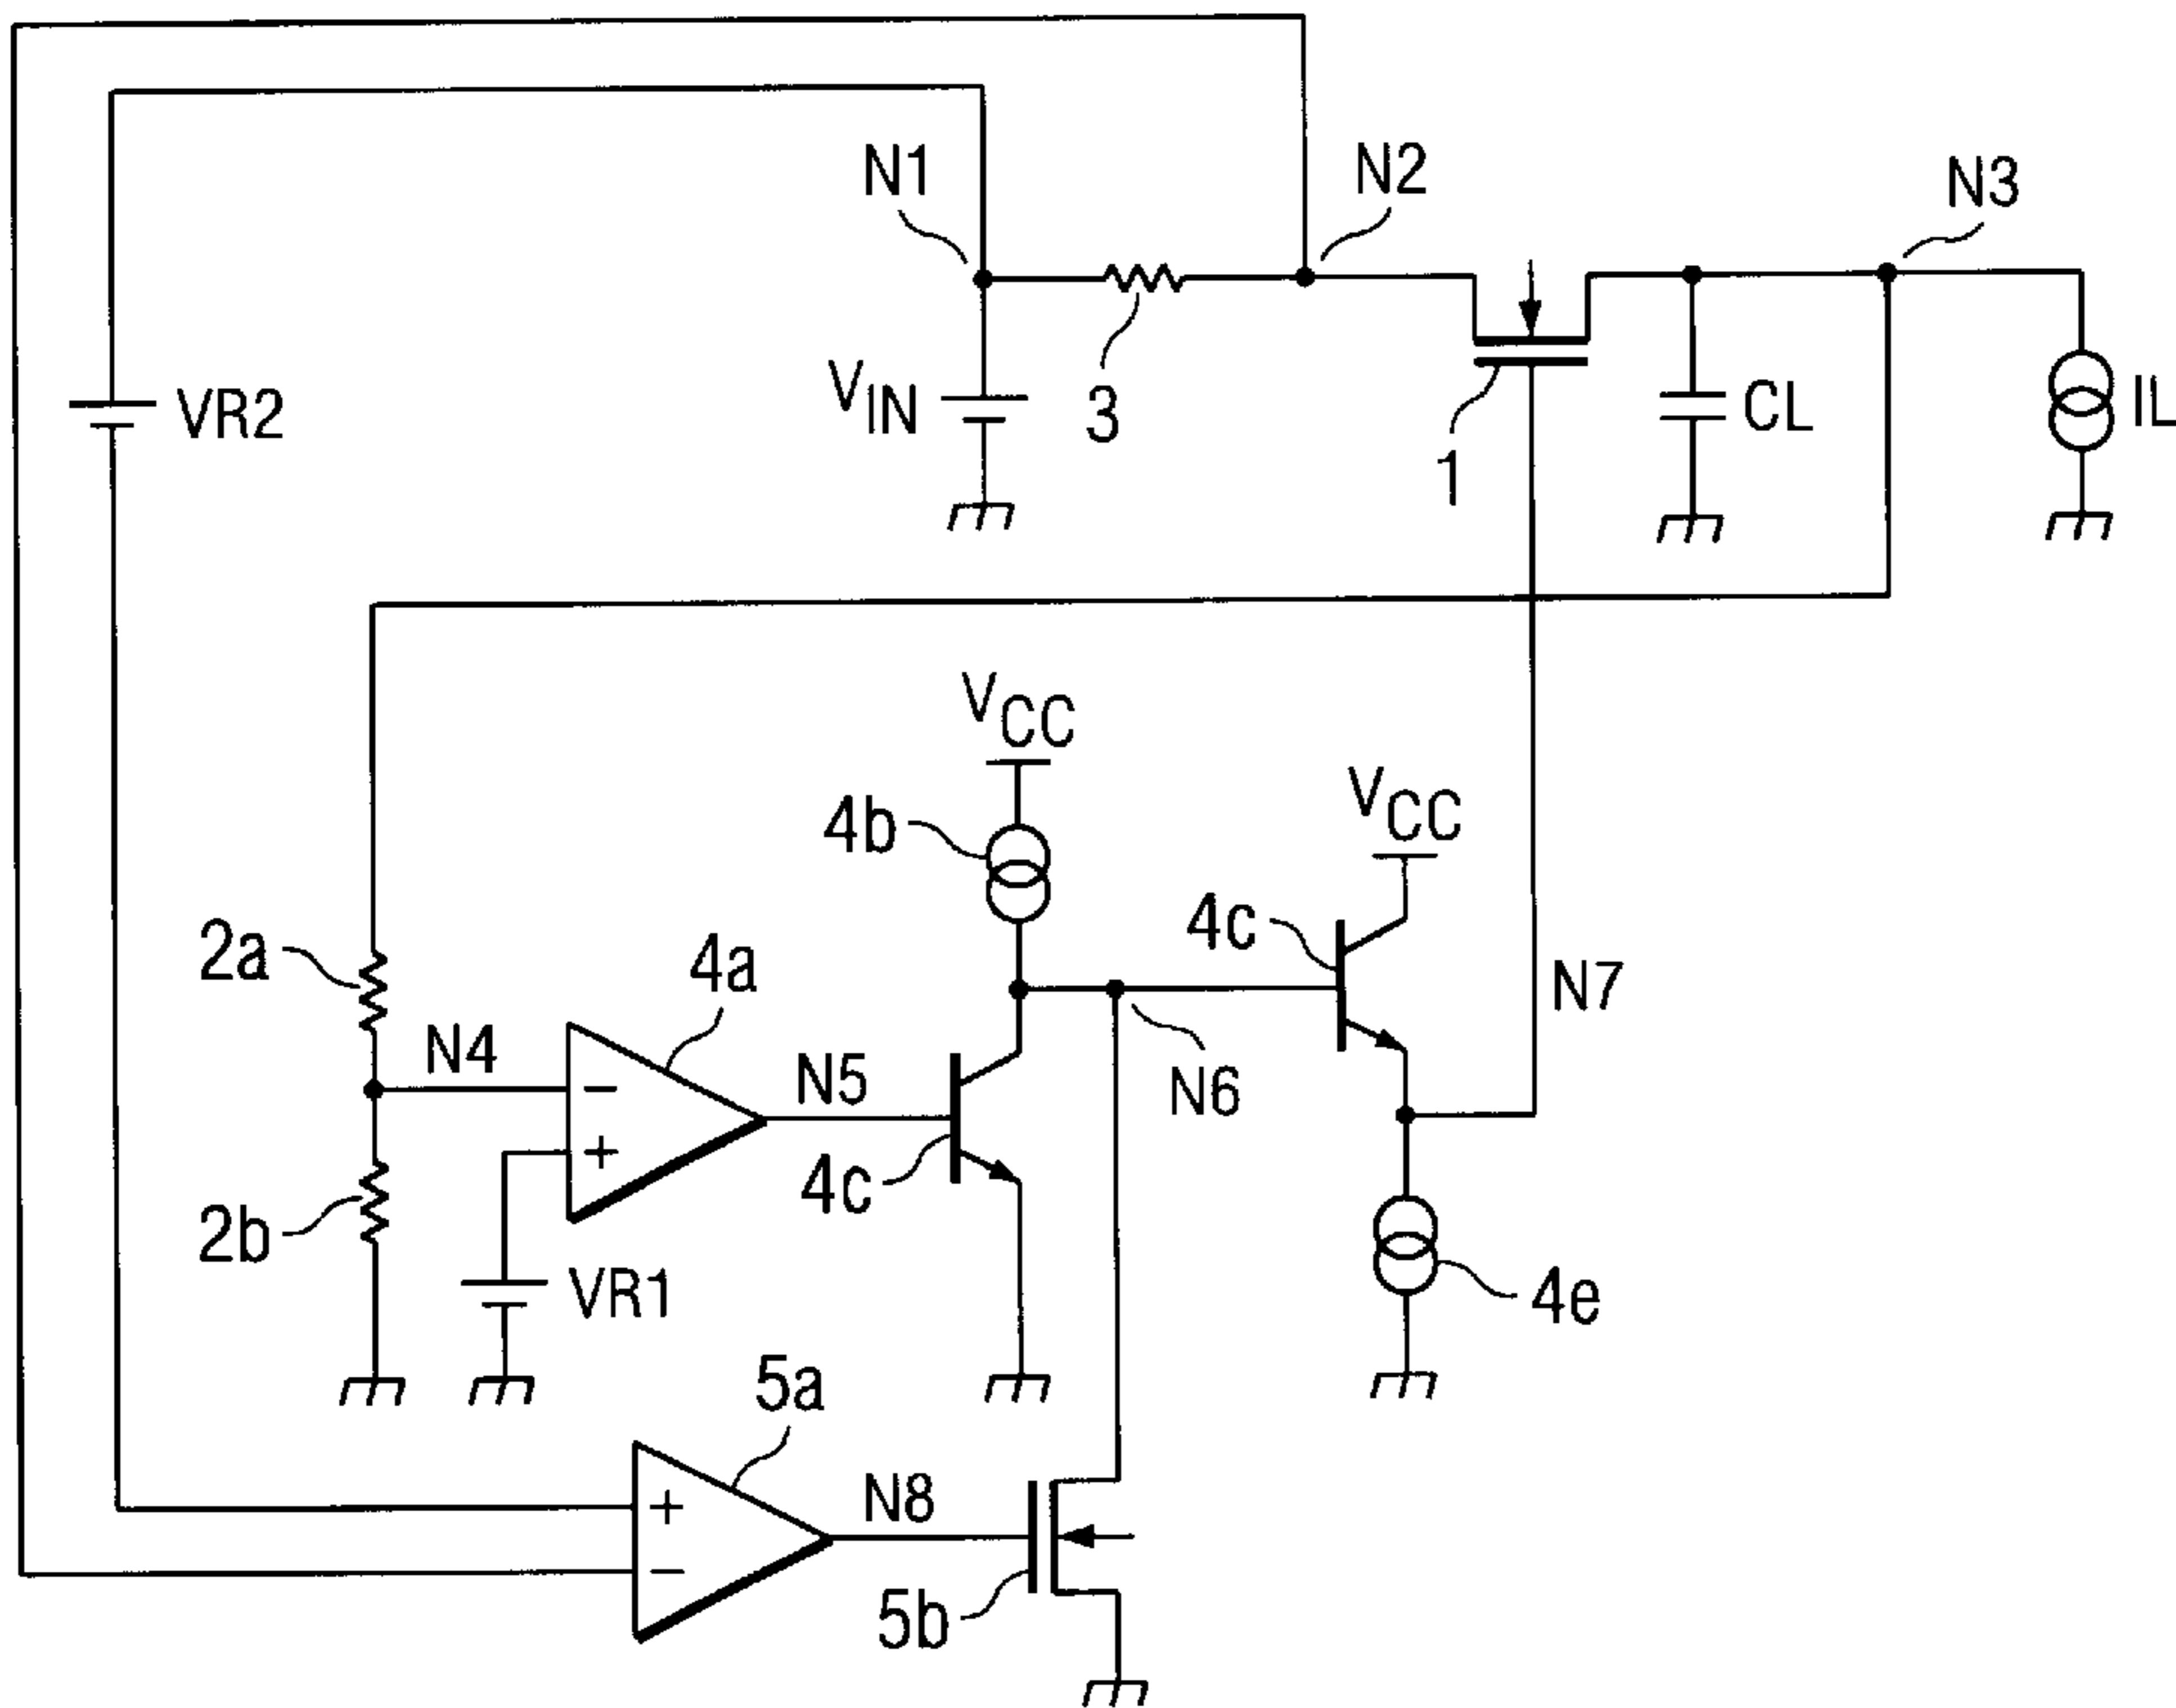 N1
N2
N3
VR2
VIN
3
1
CL
IL
VCC
4b
VCC
4c
2a
4a
N4
N5
N6
N7
4c
2b
VR1
4e
5a
N8
5b
+
−
+
−